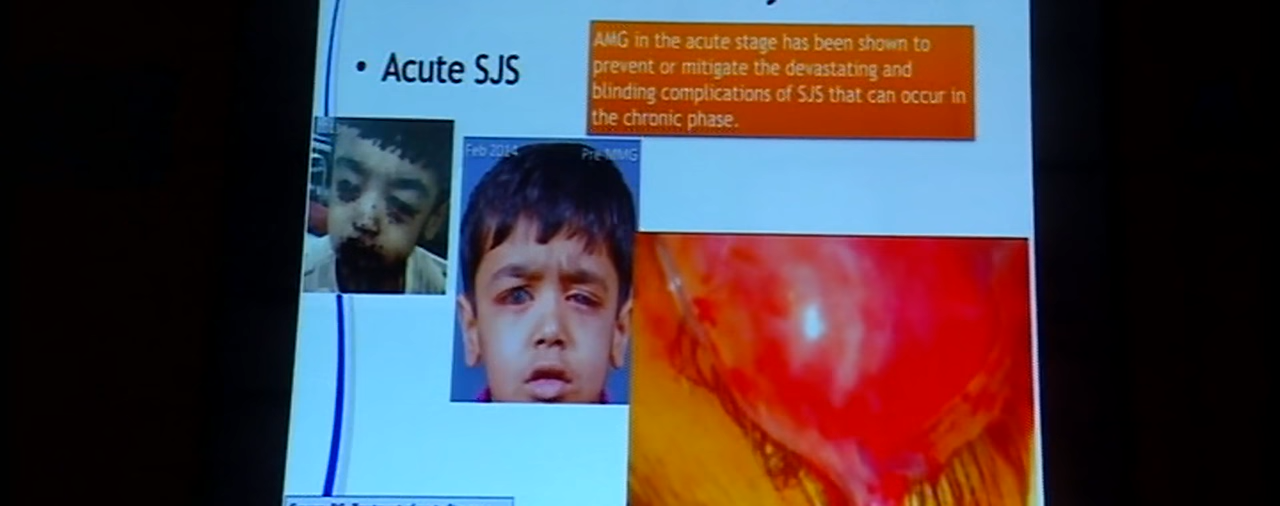 • Acute SJS
AMG in the acute stage has been shown to
prevent or mitigate the devastating and
blinding complications of SJS that can occur in
the chronic phase.
Feb 2014 Pre-MMG